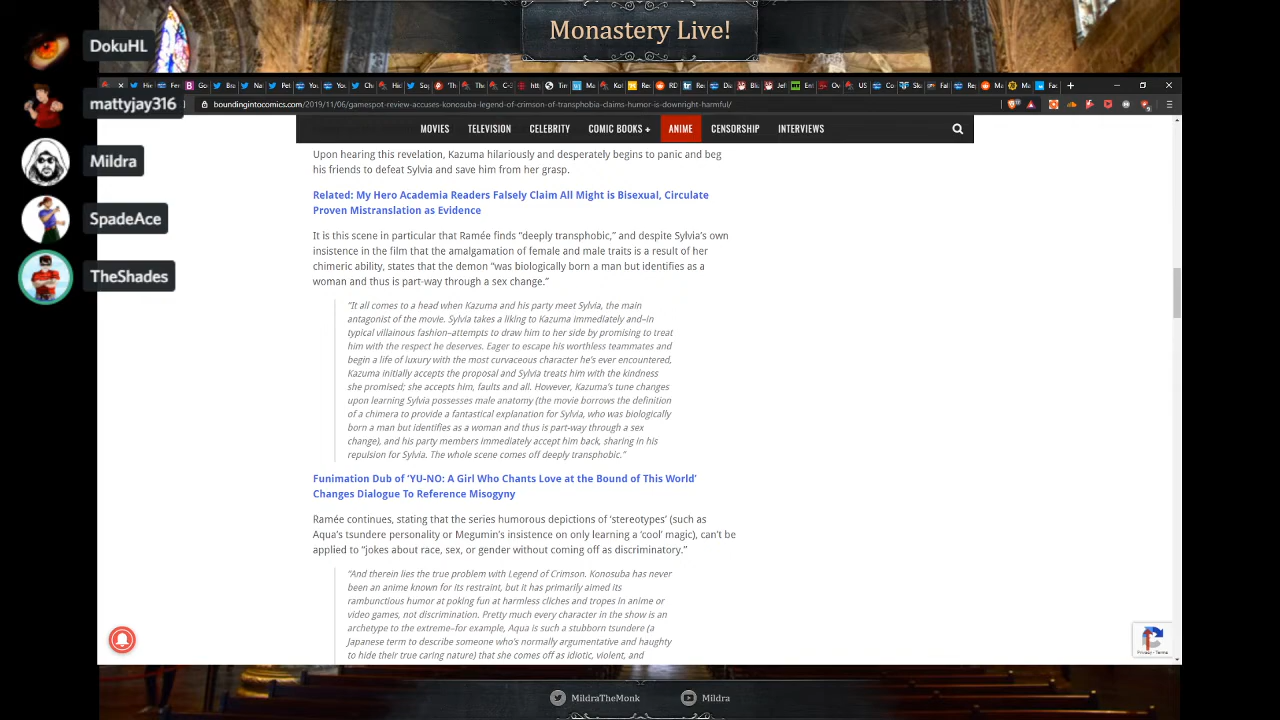 Monastery Live!
DokuHL
mattyjay316
Mildra
SpadeAce
TheShades
boundingintocomics.com/2019/11/06/gamespot-review-accuses-konosuba-legend-of-crimson-of-transphobia-claims-humor-is-downright-harmful/
MOVIES TELEVISION CELEBRITY COMIC BOOKS + ANIME CENSORSHIP INTERVIEWS
Upon hearing this revelation, Kazuma hilariously and desperately begins to panic and beg
his friends to defeat Sylvia and save him from her grasp.
Related: My Hero Academia Readers Falsely Claim All Might is Bisexual, Circulate
Proven Mistranslation as Evidence
It is this scene in particular that Ramée finds “deeply transphobic,” and despite Sylvia’s own
insistence in the film that the amalgamation of female and male traits is a result of her
chimeric ability, states that the demon “was biologically born a man but identifies as a
woman and thus is part-way through a sex change.”
“It all comes to a head when Kazuma and his party meet Sylvia, the main
antagonist of the movie. Sylvia takes a liking to Kazuma immediately and–in
typical villainous fashion–attempts to draw him to her side by promising to treat
him with the respect he deserves. Eager to escape his worthless teammates and
begin a life of luxury with the most curvaceous character he’s ever encountered,
Kazuma initially accepts the proposal and Sylvia treats him with the kindness
she promised; she accepts him, faults and all. However, Kazuma’s tune changes
upon learning Sylvia possesses male anatomy (the movie borrows the definition
of a chimera to provide a fantastical explanation for Sylvia, who was biologically
born a man but identifies as a woman and thus is part-way through a sex
change), and his party members immediately accept him back, sharing in his
repulsion for Sylvia. The whole scene comes off deeply transphobic.”
Funimation Dub of ‘YU-NO: A Girl Who Chants Love at the Bound of This World’
Changes Dialogue To Reference Misogyny
Ramée continues, stating that the series humorous depictions of ‘stereotypes’ (such as
Aqua’s tsundere personality or Megumin’s insistence on only learning a ‘cool’ magic), can’t be
applied to “jokes about race, sex, or gender without coming off as discriminatory.”
“And therein lies the true problem with Legend of Crimson. Konosuba has never
been an anime known for its restraint, but it has primarily aimed its
rambunctious humor at poking fun at harmless cliches and tropes in anime or
video games, not discrimination. Pretty much every character in the show is an
archetype to the extreme–for example, Aqua is such a stubborn tsundere (a
Japanese term to describe someone who’s normally argumentative and haughty
to hide their true caring nature) that she comes off as idiotic, violent, and
Privacy - Terms
MildraTheMonk Mildra